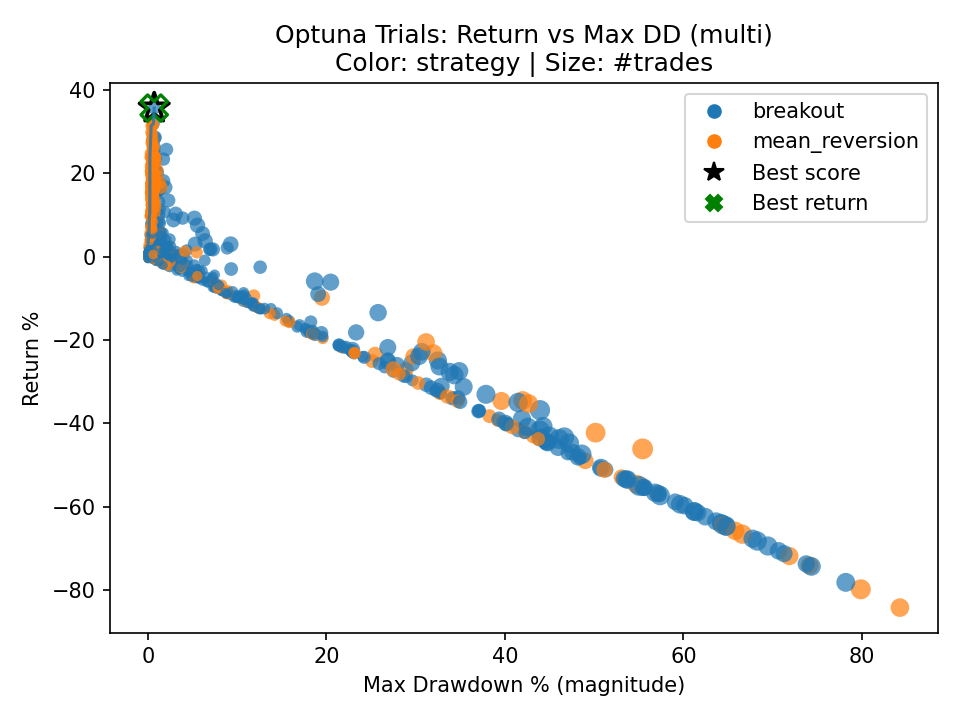 Optuna Trials: Return vs Max DD (multi)
Color: strategy | Size: #trades
40
20
0
−20
−40
−60
−80
Return %
breakout
mean_reversion
Best score
Best return
0
20
40
60
80
Max Drawdown % (magnitude)